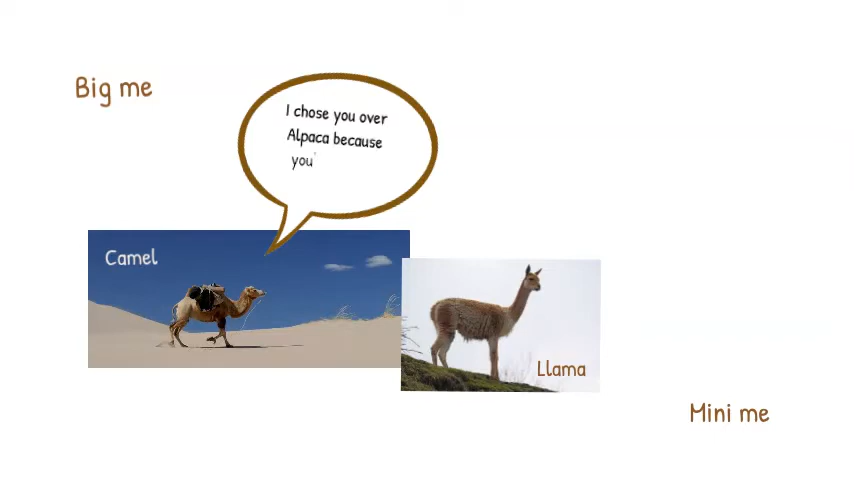 Big me
I chose you over
Alpaca because
you'
Camel
Llama
Mini me